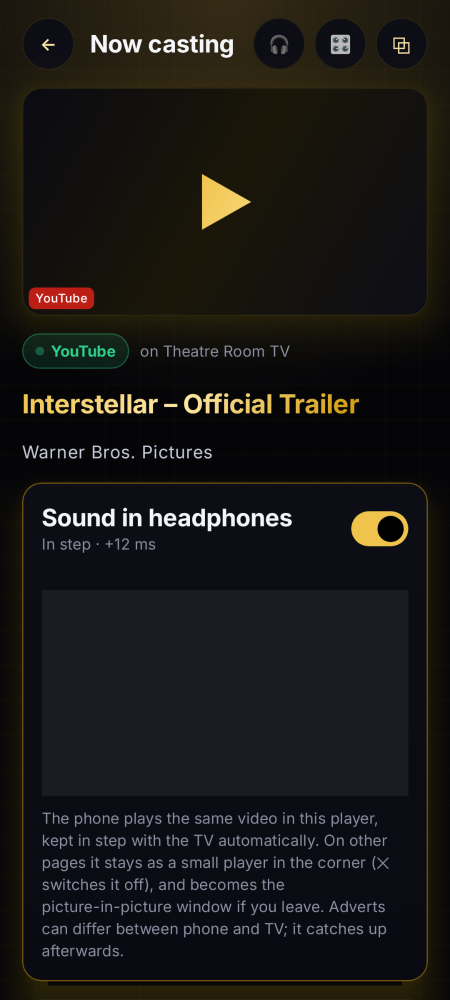 Now casting
YouTube
YouTube on Theatre Room TV
Interstellar – Official Trailer
Warner Bros. Pictures
Sound in headphones
In step · +12 ms
The phone plays the same video in this player,
kept in step with the TV automatically. On other
pages it stays as a small player in the corner (✕
switches it off), and becomes the
picture-in-picture window if you leave. Adverts
can differ between phone and TV; it catches up
afterwards.